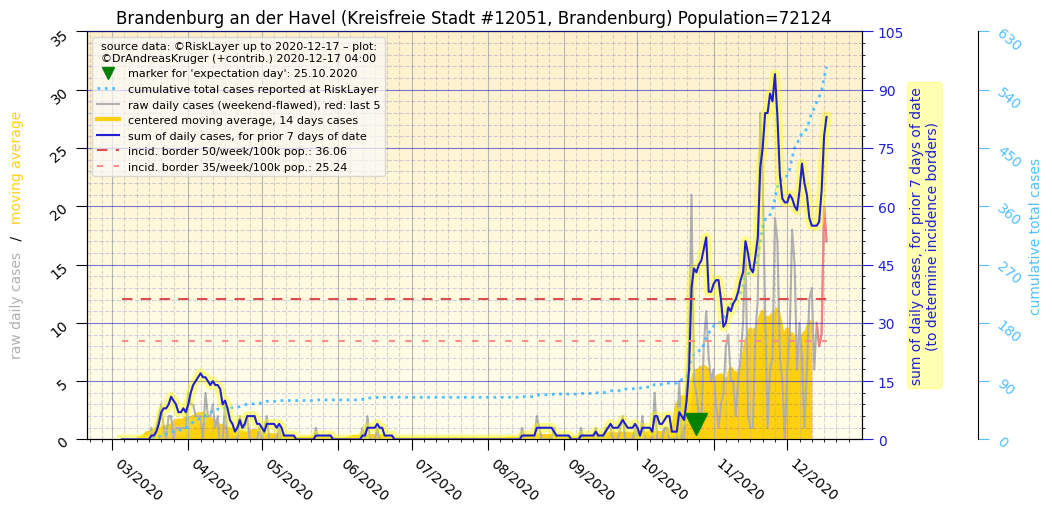 Brandenburg an der Havel (Kreisfreie Stadt #12051, Brandenburg) Population=72124
source data: ©RiskLayer up to 2020-12-17 – plot:
©DrAndreasKruger (+contrib.) 2020-12-17 04:00
marker for 'expectation day': 25.10.2020
cumulative total cases reported at RiskLayer
raw daily cases (weekend-flawed), red: last 5
centered moving average, 14 days cases
sum of daily cases, for prior 7 days of date
incid. border 50/week/100k pop.: 36.06
incid. border 35/week/100k pop.: 25.24
raw daily cases / moving average
35
30
25
20
15
10
5
0
105
90
75
60
45
30
15
0
sum of daily cases, for prior 7 days of date
(to determine incidence borders)
630
540
450
360
270
180
90
0
cumulative total cases
03/2020
04/2020
05/2020
06/2020
07/2020
08/2020
09/2020
10/2020
11/2020
12/2020